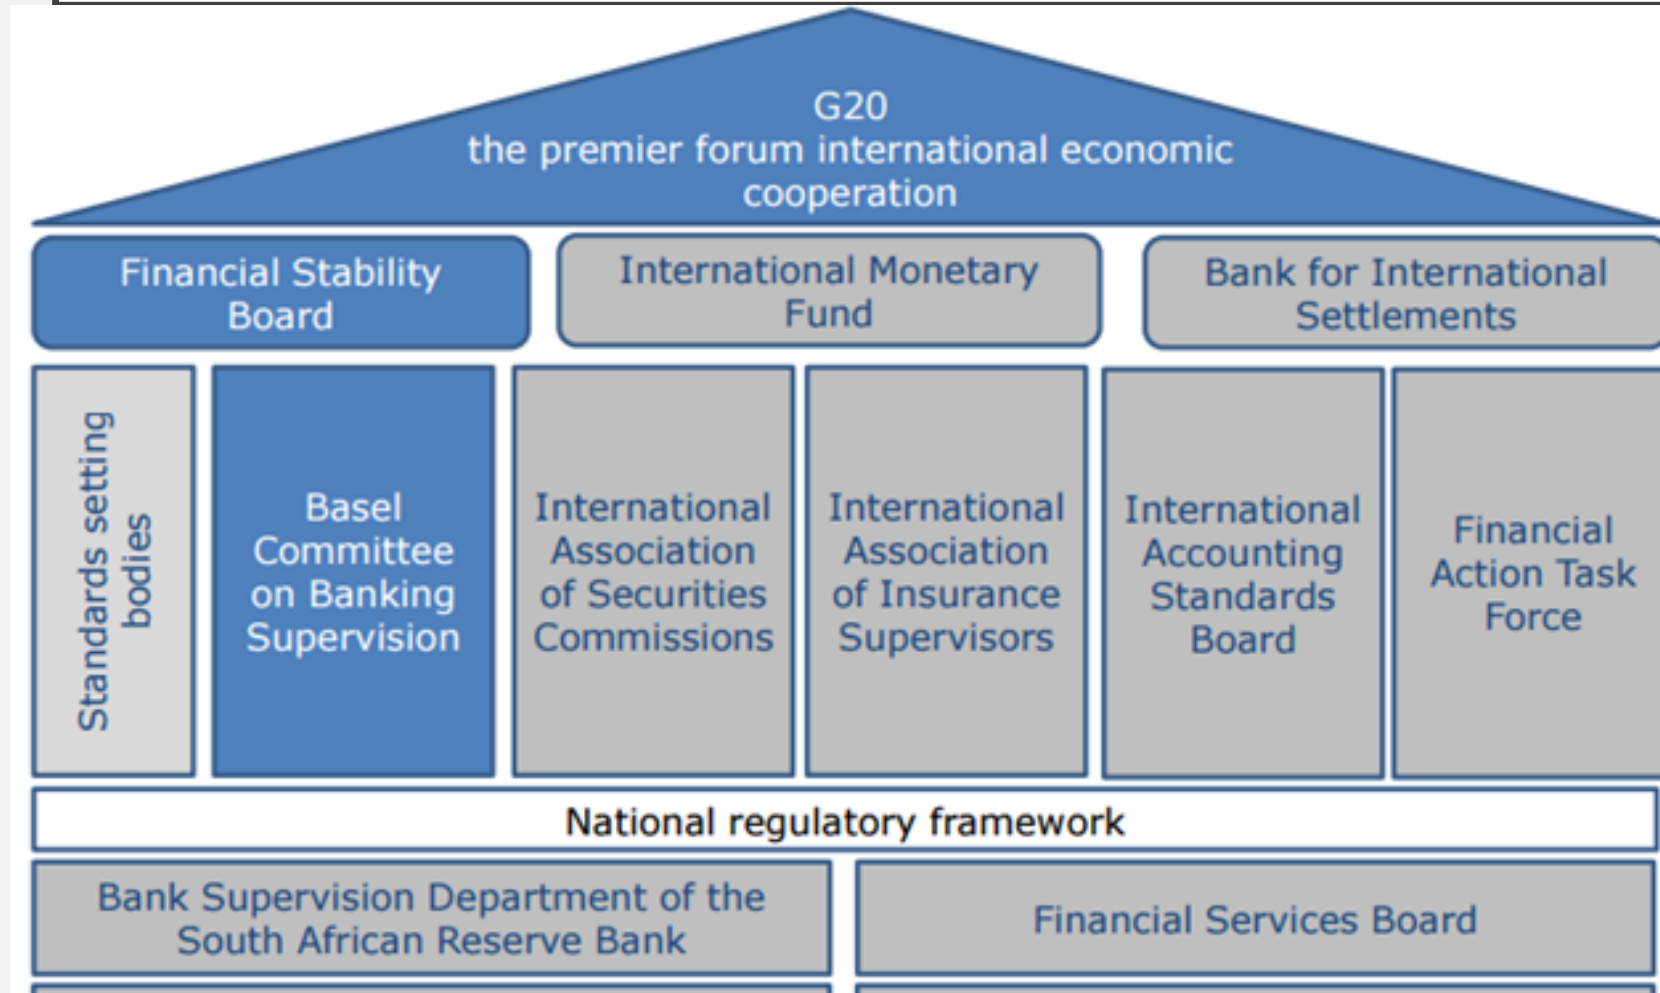 G20
the premier forum international economic
cooperation
Financial Stability
Board
International Monetary
Fund
Bank for International
Settlements
Standards setting
bodies
Basel
Committee
on Banking
Supervision
International
Association
of Securities
Commissions
International
Association
of Insurance
Supervisors
International
Accounting
Standards
Board
Financial
Action Task
Force
National regulatory framework
Bank Supervision Department of the
South African Reserve Bank
Financial Services Board